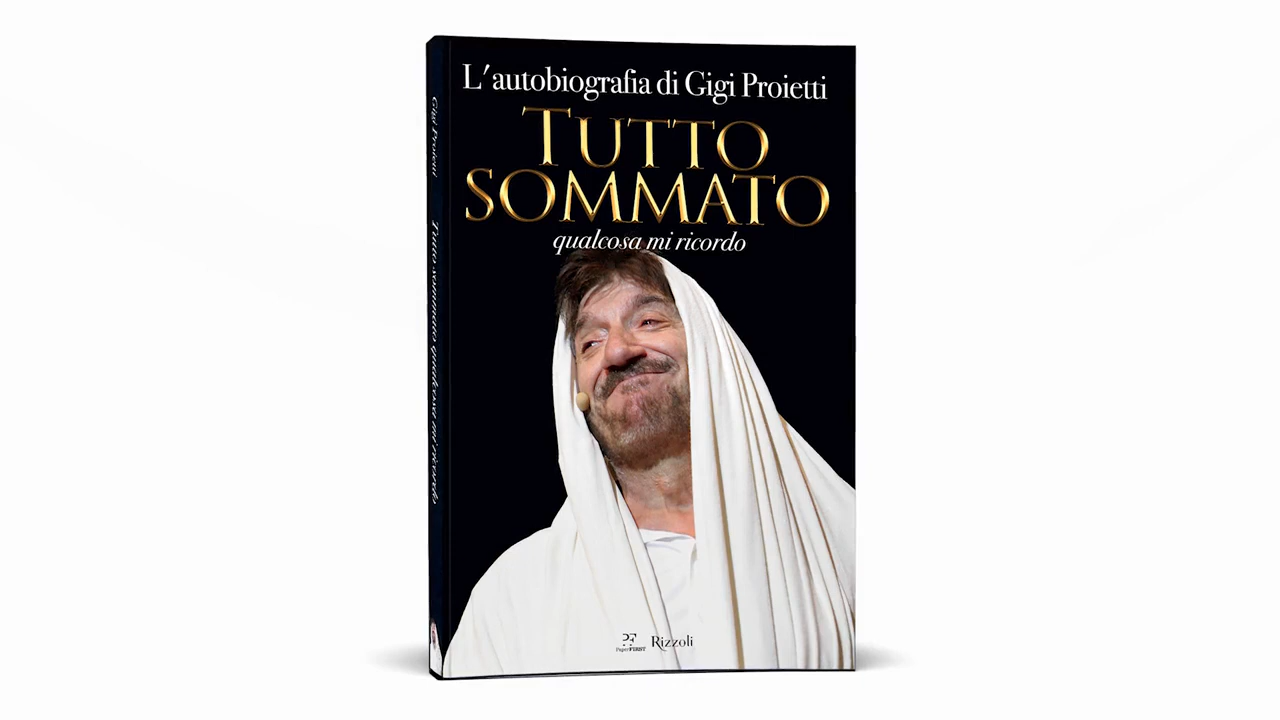 L'autobiografia di Gigi Proietti
TUTTO
SOMMATO
qualcosa mi ricordo
Gigi Proietti
Tutto sommato qualcosa mi ricordo
PF
PaperFIRST
Rizzoli